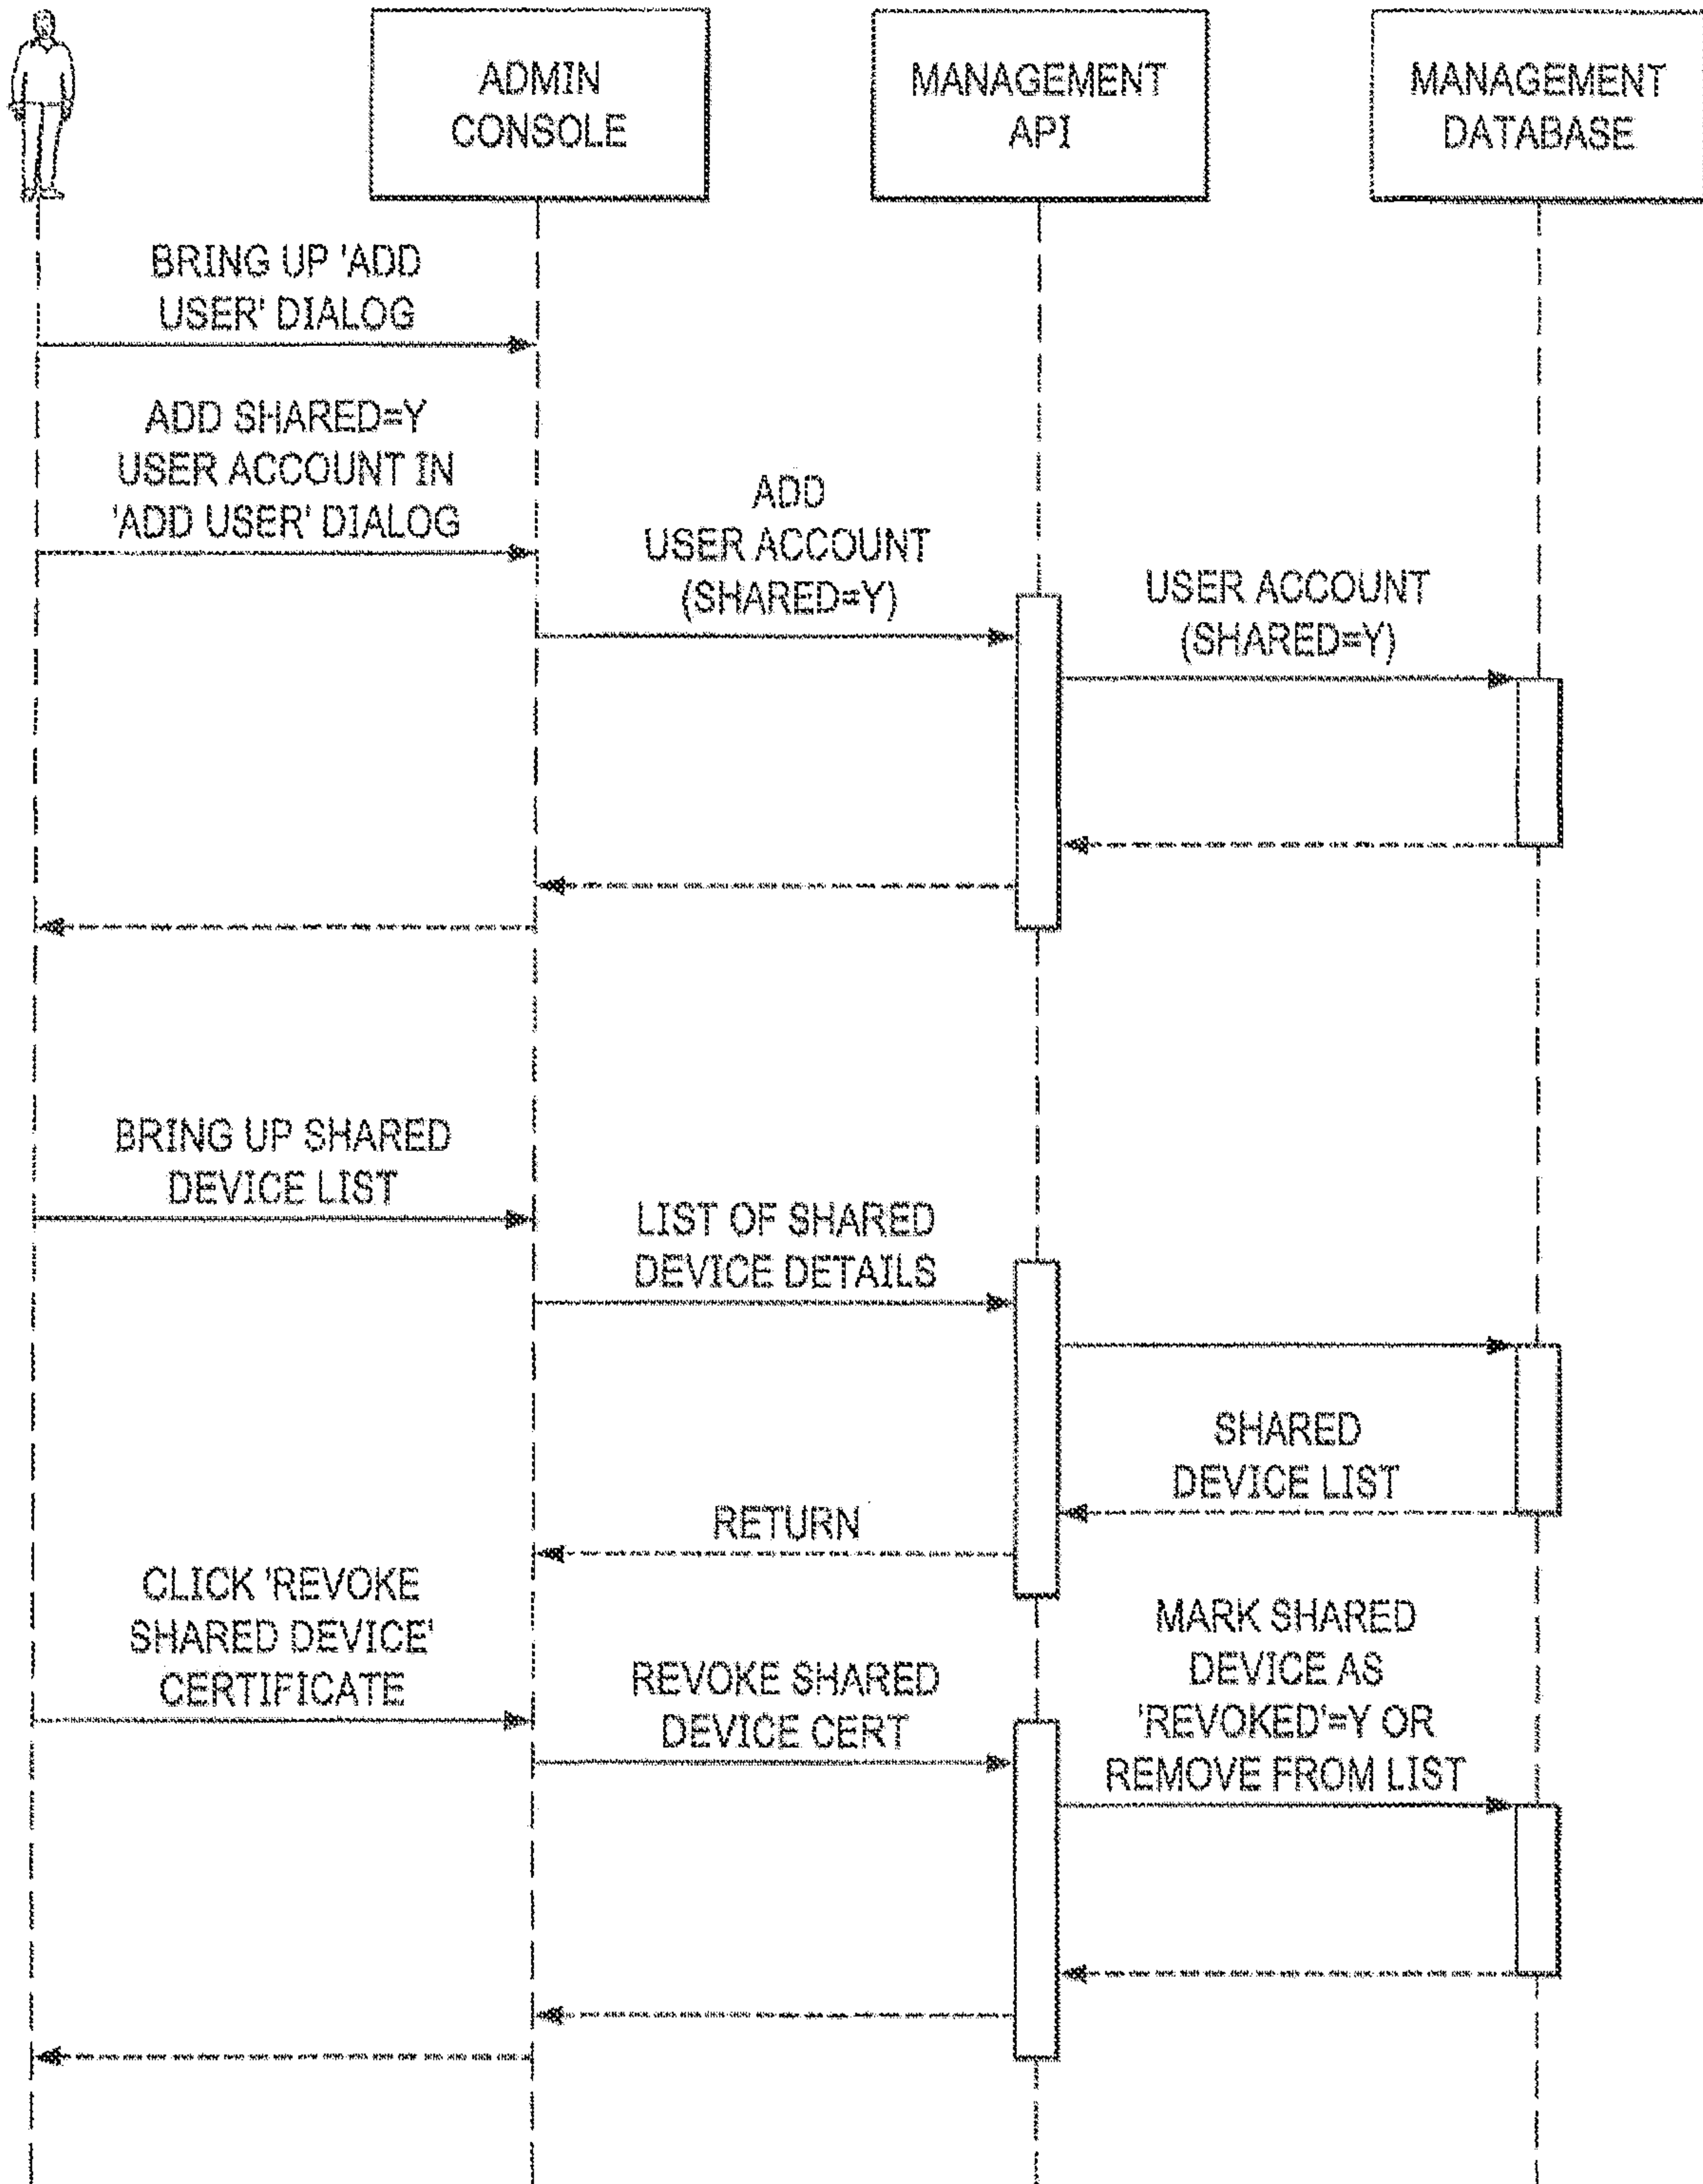 ADMIN
CONSOLE
MANAGEMENT
API
MANAGEMENT
DATABASE
BRING UP 'ADD
USER' DIALOG
ADD SHARED=Y
USER ACCOUNT IN
'ADD USER' DIALOG
ADD
USER ACCOUNT
(SHARED=Y)
USER ACCOUNT
(SHARED=Y)
BRING UP SHARED
DEVICE LIST
LIST OF SHARED
DEVICE DETAILS
SHARED
DEVICE LIST
RETURN
CLICK 'REVOKE
SHARED DEVICE'
CERTIFICATE
REVOKE SHARED
DEVICE CERT
MARK SHARED
DEVICE AS
'REVOKED'=Y OR
REMOVE FROM LIST